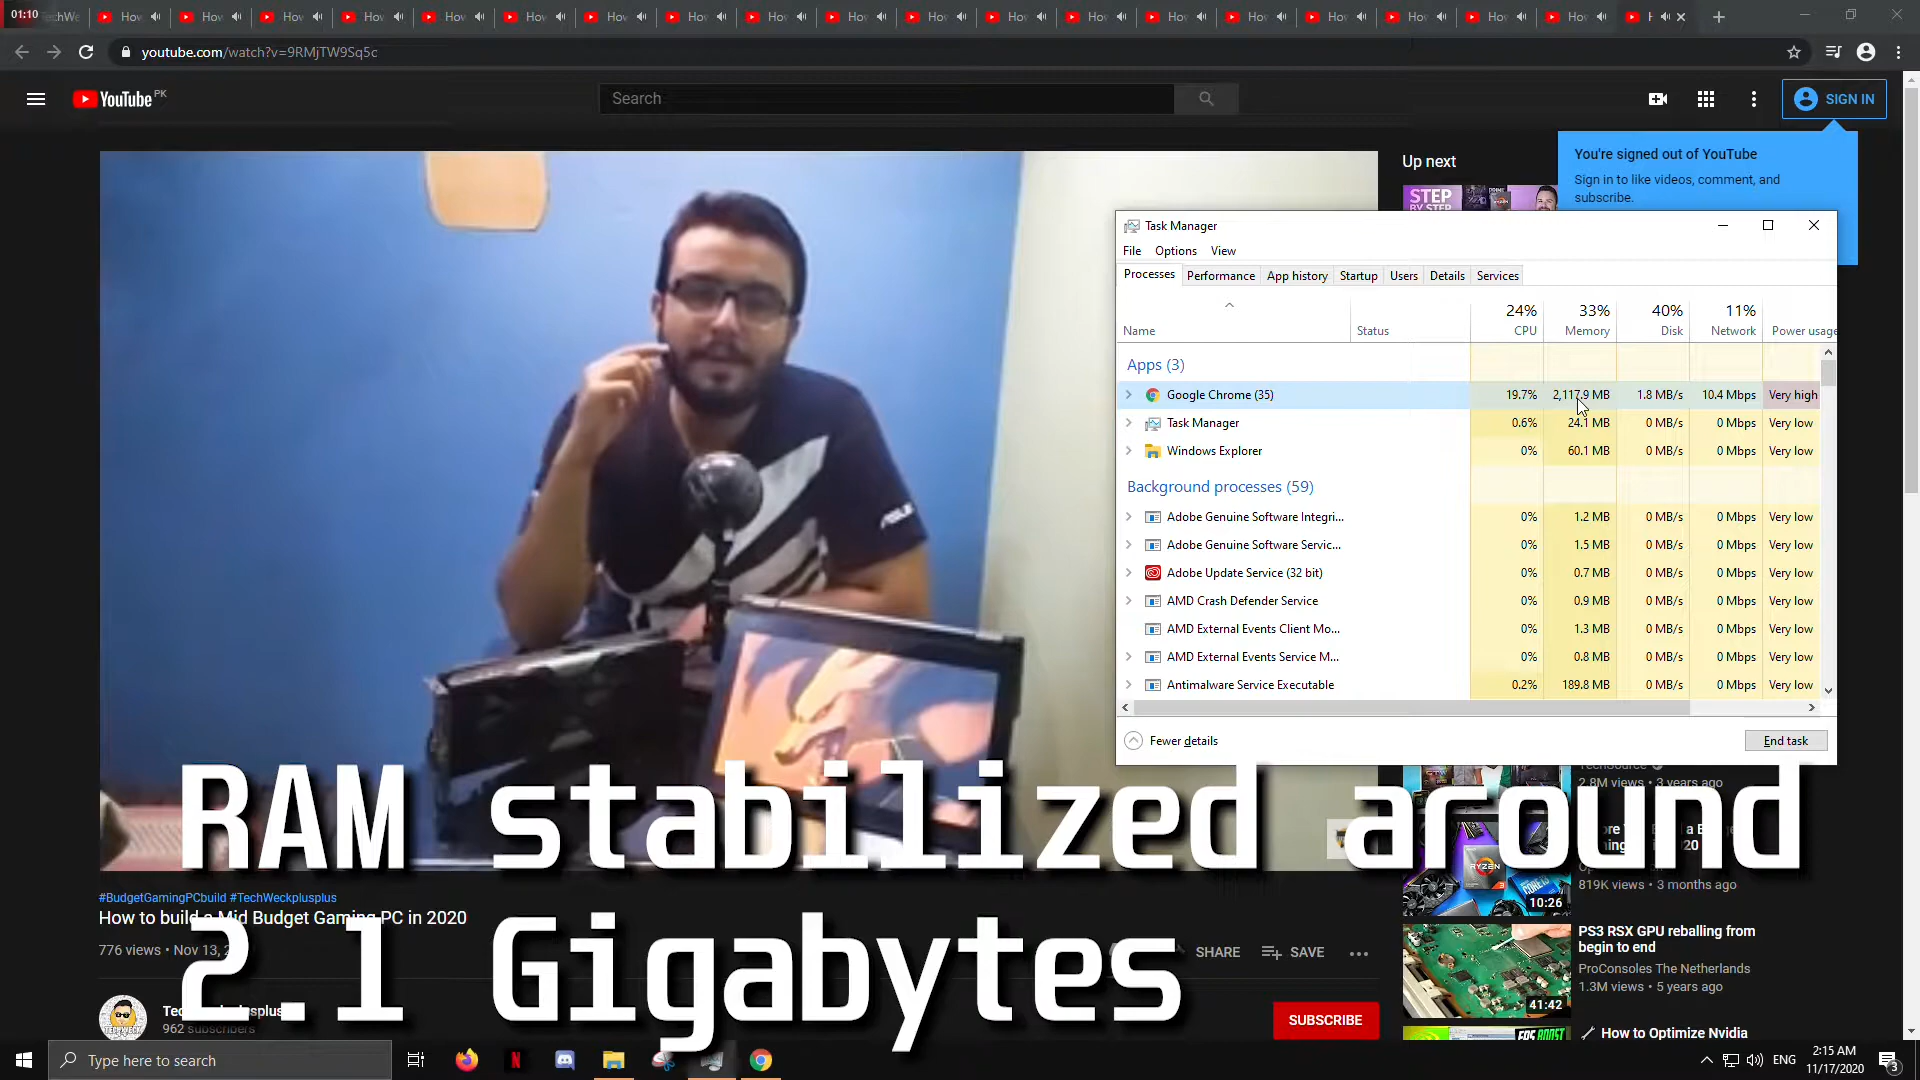 01:10
youtube.com/watch?v=9RMjTW9Sq5c
YouTube PK
Search
SIGN IN
You're signed out of YouTube
Sign in to like videos, comment, and
subscribe.
Up next
STEP
BY STEP
Task Manager
File Options View
Processes Performance App history Startup Users Details Services
24% 33% 40% 11%
Name Status CPU Memory Disk Network Power usage
Apps (3)
Google Chrome (35) 19.7% 2,117.9 MB 1.8 MB/s 10.4 Mbps Very high
Task Manager 0.6% 24.1 MB 0 MB/s 0 Mbps Very low
Windows Explorer 0% 60.1 MB 0 MB/s 0 Mbps Very low
Background processes (59)
Adobe Genuine Software Integri... 0% 1.2 MB 0 MB/s 0 Mbps Very low
Adobe Genuine Software Servic... 0% 1.5 MB 0 MB/s 0 Mbps Very low
Adobe Update Service (32 bit) 0% 0.7 MB 0 MB/s 0 Mbps Very low
AMD Crash Defender Service 0% 0.9 MB 0 MB/s 0 Mbps Very low
AMD External Events Client Mo... 0% 1.3 MB 0 MB/s 0 Mbps Very low
AMD External Events Service M... 0% 0.8 MB 0 MB/s 0 Mbps Very low
Antimalware Service Executable 0.2% 189.8 MB 0 MB/s 0 Mbps Very low
Fewer details End task
RAM stabilized around
2.1 Gigabytes
2.8M views • 3 years ago
RYZEN
819K views • 3 months ago
10:26
#BudgetGamingPCbuild #TechWeckplusplus
How to build a Mid Budget Gaming PC in 2020
776 views • Nov 13,
SHARE SAVE
PS3 RSX GPU reballing from
begin to end
ProConsoles The Netherlands
1.3M views • 5 years ago
41:42
962 subscribers
SUBSCRIBE
How to Optimize Nvidia
Type here to search
ENG
2:15 AM
11/17/2020
3